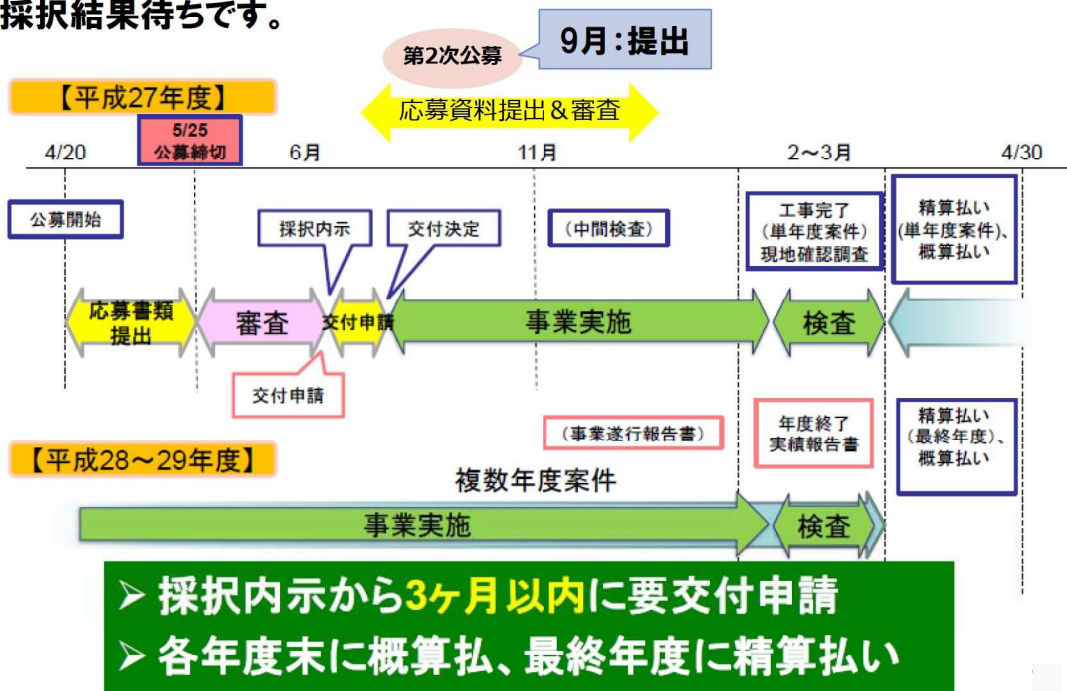 採択結果待ちです。
第2次公募
9月:提出
【平成27年度】
応募資料提出&審査
5/25
公募締切
4/20
6月
11月
2～3月
4/30
公募開始
採択内示
交付決定
（中間検査）
工事完了
（単年度案件）
現地確認調査
精算払い
(単年度案件)、
概算払い
応募書類
提出
審査
交付申請
事業実施
検査
交付申請
（事業遂行報告書）
年度終了
実績報告書
精算払い
（最終年度）、
概算払い
【平成28～29年度】
複数年度案件
事業実施
検査
➢ 採択内示から3ヶ月以内に要交付申請
➢ 各年度末に概算払、最終年度に精算払い